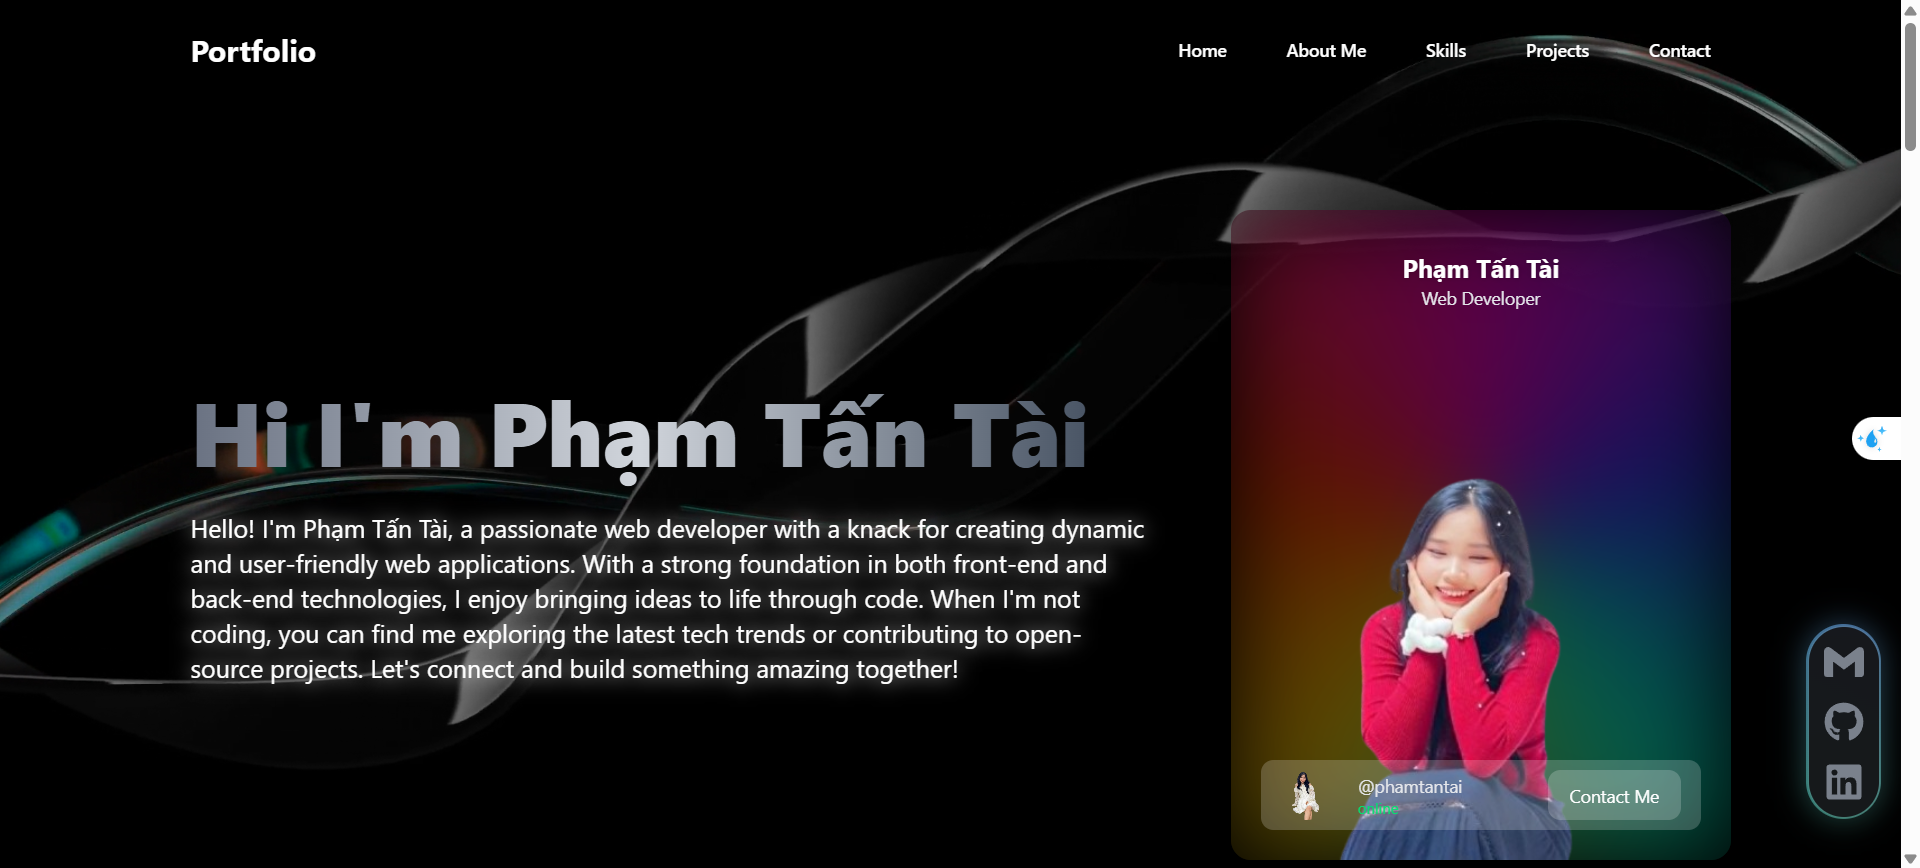 Portfolio
Home About Me Skills Projects Contact
Phạm Tấn Tài
Web Developer
Hi I'm Phạm Tấn Tài
Hello! I'm Phạm Tấn Tài, a passionate web developer with a knack for creating dynamic
and user-friendly web applications. With a strong foundation in both front-end and
back-end technologies, I enjoy bringing ideas to life through code. When I'm not
coding, you can find me exploring the latest tech trends or contributing to open-
source projects. Let's connect and build something amazing together!
@phamtantai
online
Contact Me
in